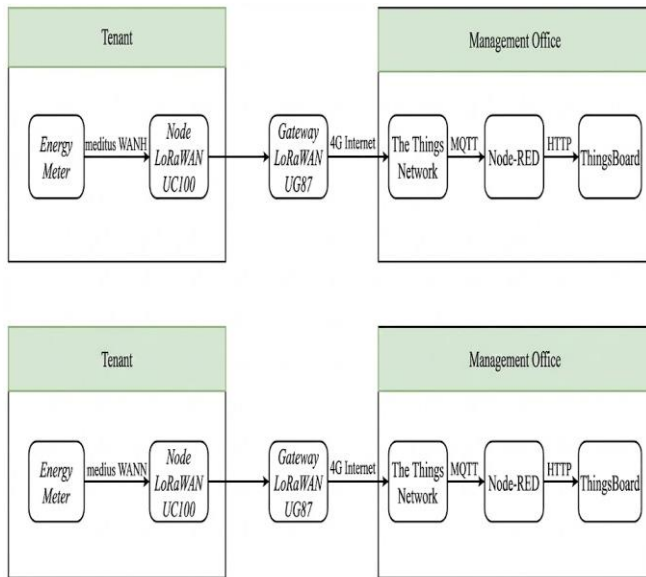 Tenant
Management Office
Energy
Meter
meditus WANH
Node
LoRaWAN
UC100
Gateway
LoRaWAN
UG87
4G Internet
The Things
Network
MQTT
Node-RED
HTTP
ThingsBoard
Tenant
Management Office
Energy
Meter
medius WANN
Node
LoRaWAN
UC100
Gateway
LoRaWAN
UG87
4G Internet
The Things
Network
MQTT
Node-RED
HTTP
ThingsBoard